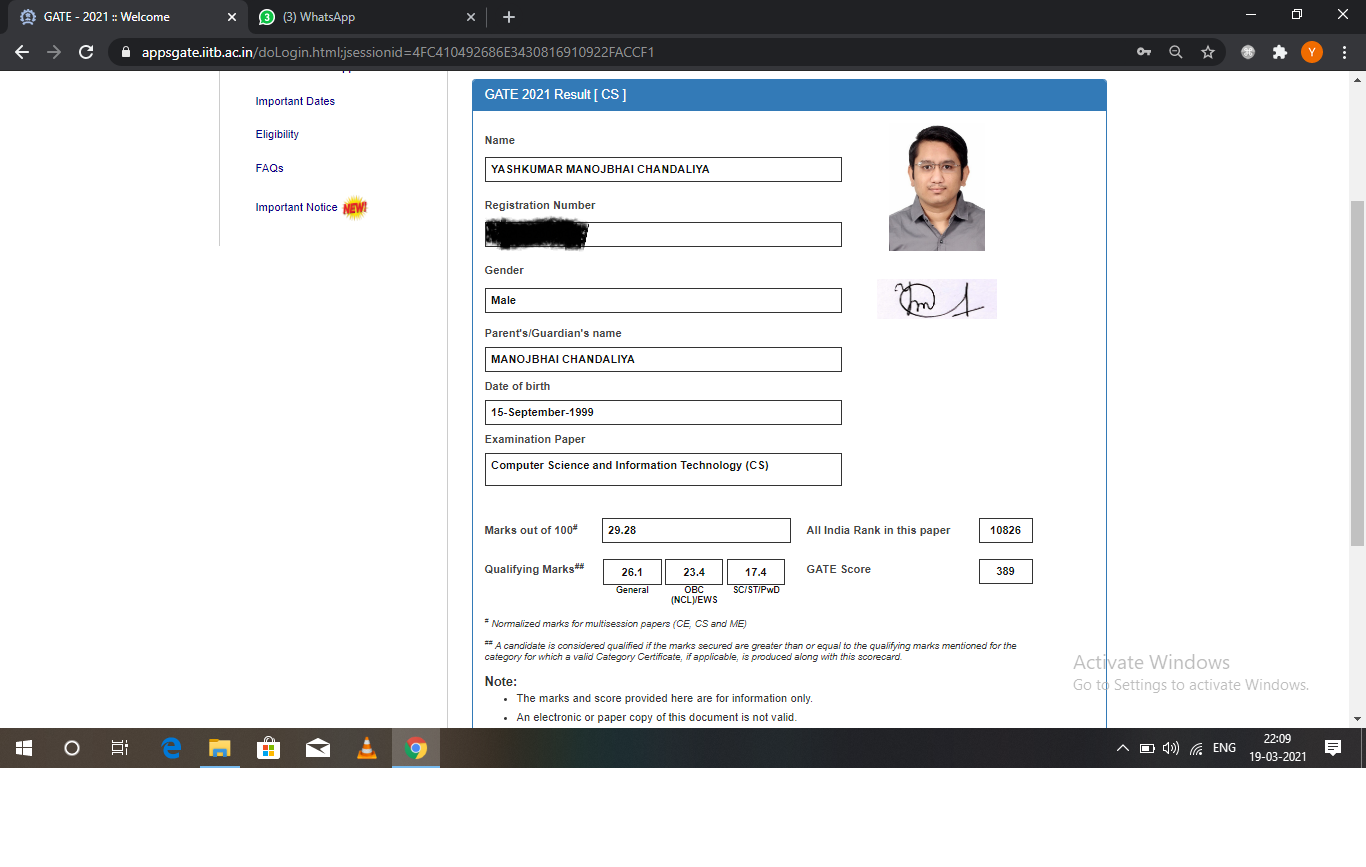 GATE - 2021 :: Welcome
(3) WhatsApp
appsgate.iitb.ac.in/doLogin.html;jsessionid=4FC410492686E3430816910922FACCF1
Y
Important Dates
Eligibility
FAQs
Important Notice NEW!
GATE 2021 Result [ CS ]
Name
YASHKUMAR MANOJBHAI CHANDALIYA
Registration Number
Gender
Male
Parent's/Guardian's name
MANOJBHAI CHANDALIYA
Date of birth
15-September-1999
Examination Paper
Computer Science and Information Technology (CS)
Marks out of 100# 29.28 All India Rank in this paper 10826
Qualifying Marks## 26.1 23.4 17.4 GATE Score 389
General OBC SC/ST/PwD
(NCL)/EWS
# Normalized marks for multisession papers (CE, CS and ME)
## A candidate is considered qualified if the marks secured are greater than or equal to the qualifying marks mentioned for the
category for which a valid Category Certificate, if applicable, is produced along with this scorecard.
Note:
• The marks and score provided here are for information only.
• An electronic or paper copy of this document is not valid.
Activate Windows
Go to Settings to activate Windows.
ENG
22:09
19-03-2021